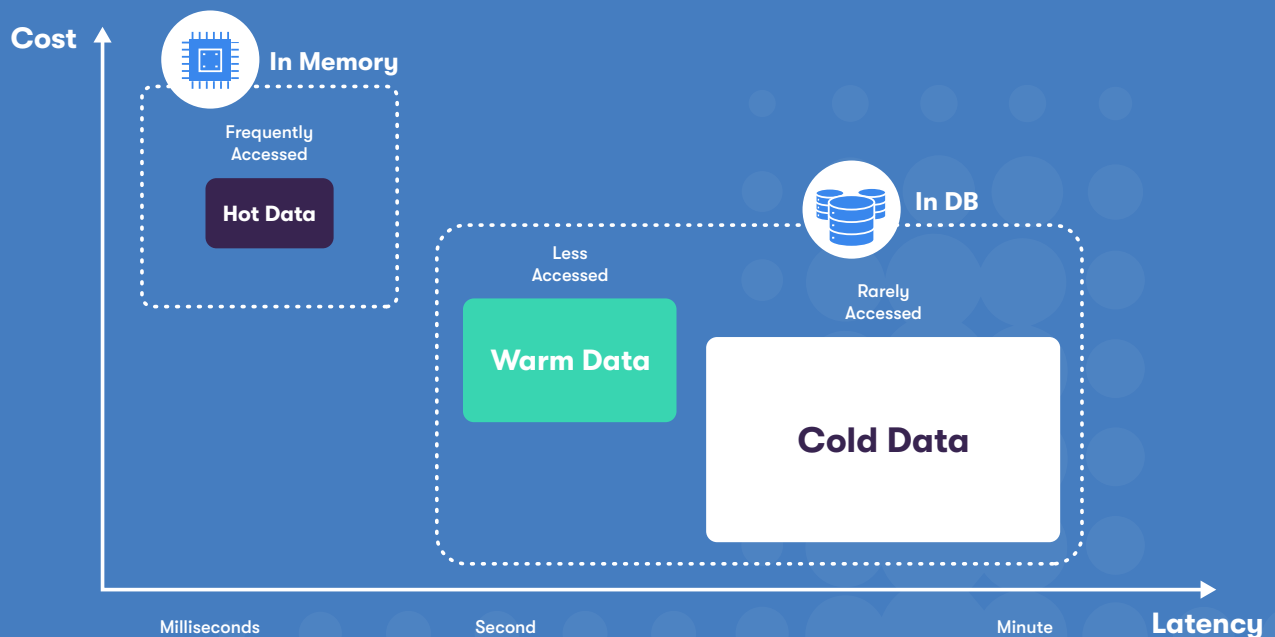 Cost
In Memory
Frequently
Accessed
Hot Data
In DB
Less
Accessed
Warm Data
Rarely
Accessed
Cold Data
Milliseconds
Second
Minute
Latency